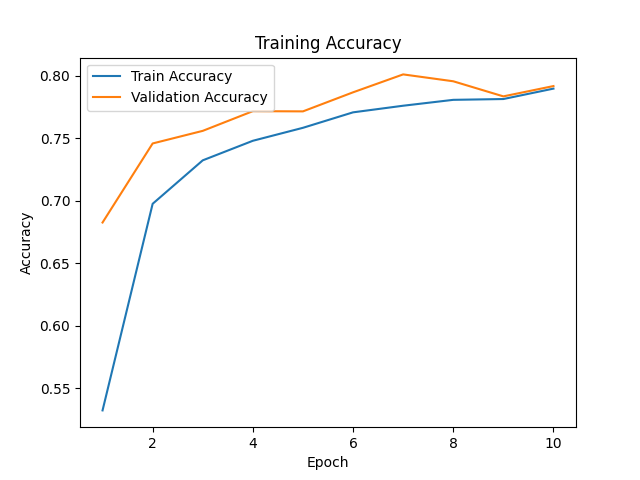 Training Accuracy
Train Accuracy
Validation Accuracy
0.80
0.75
0.70
0.65
0.60
0.55
Accuracy
2 4 6 8 10
Epoch